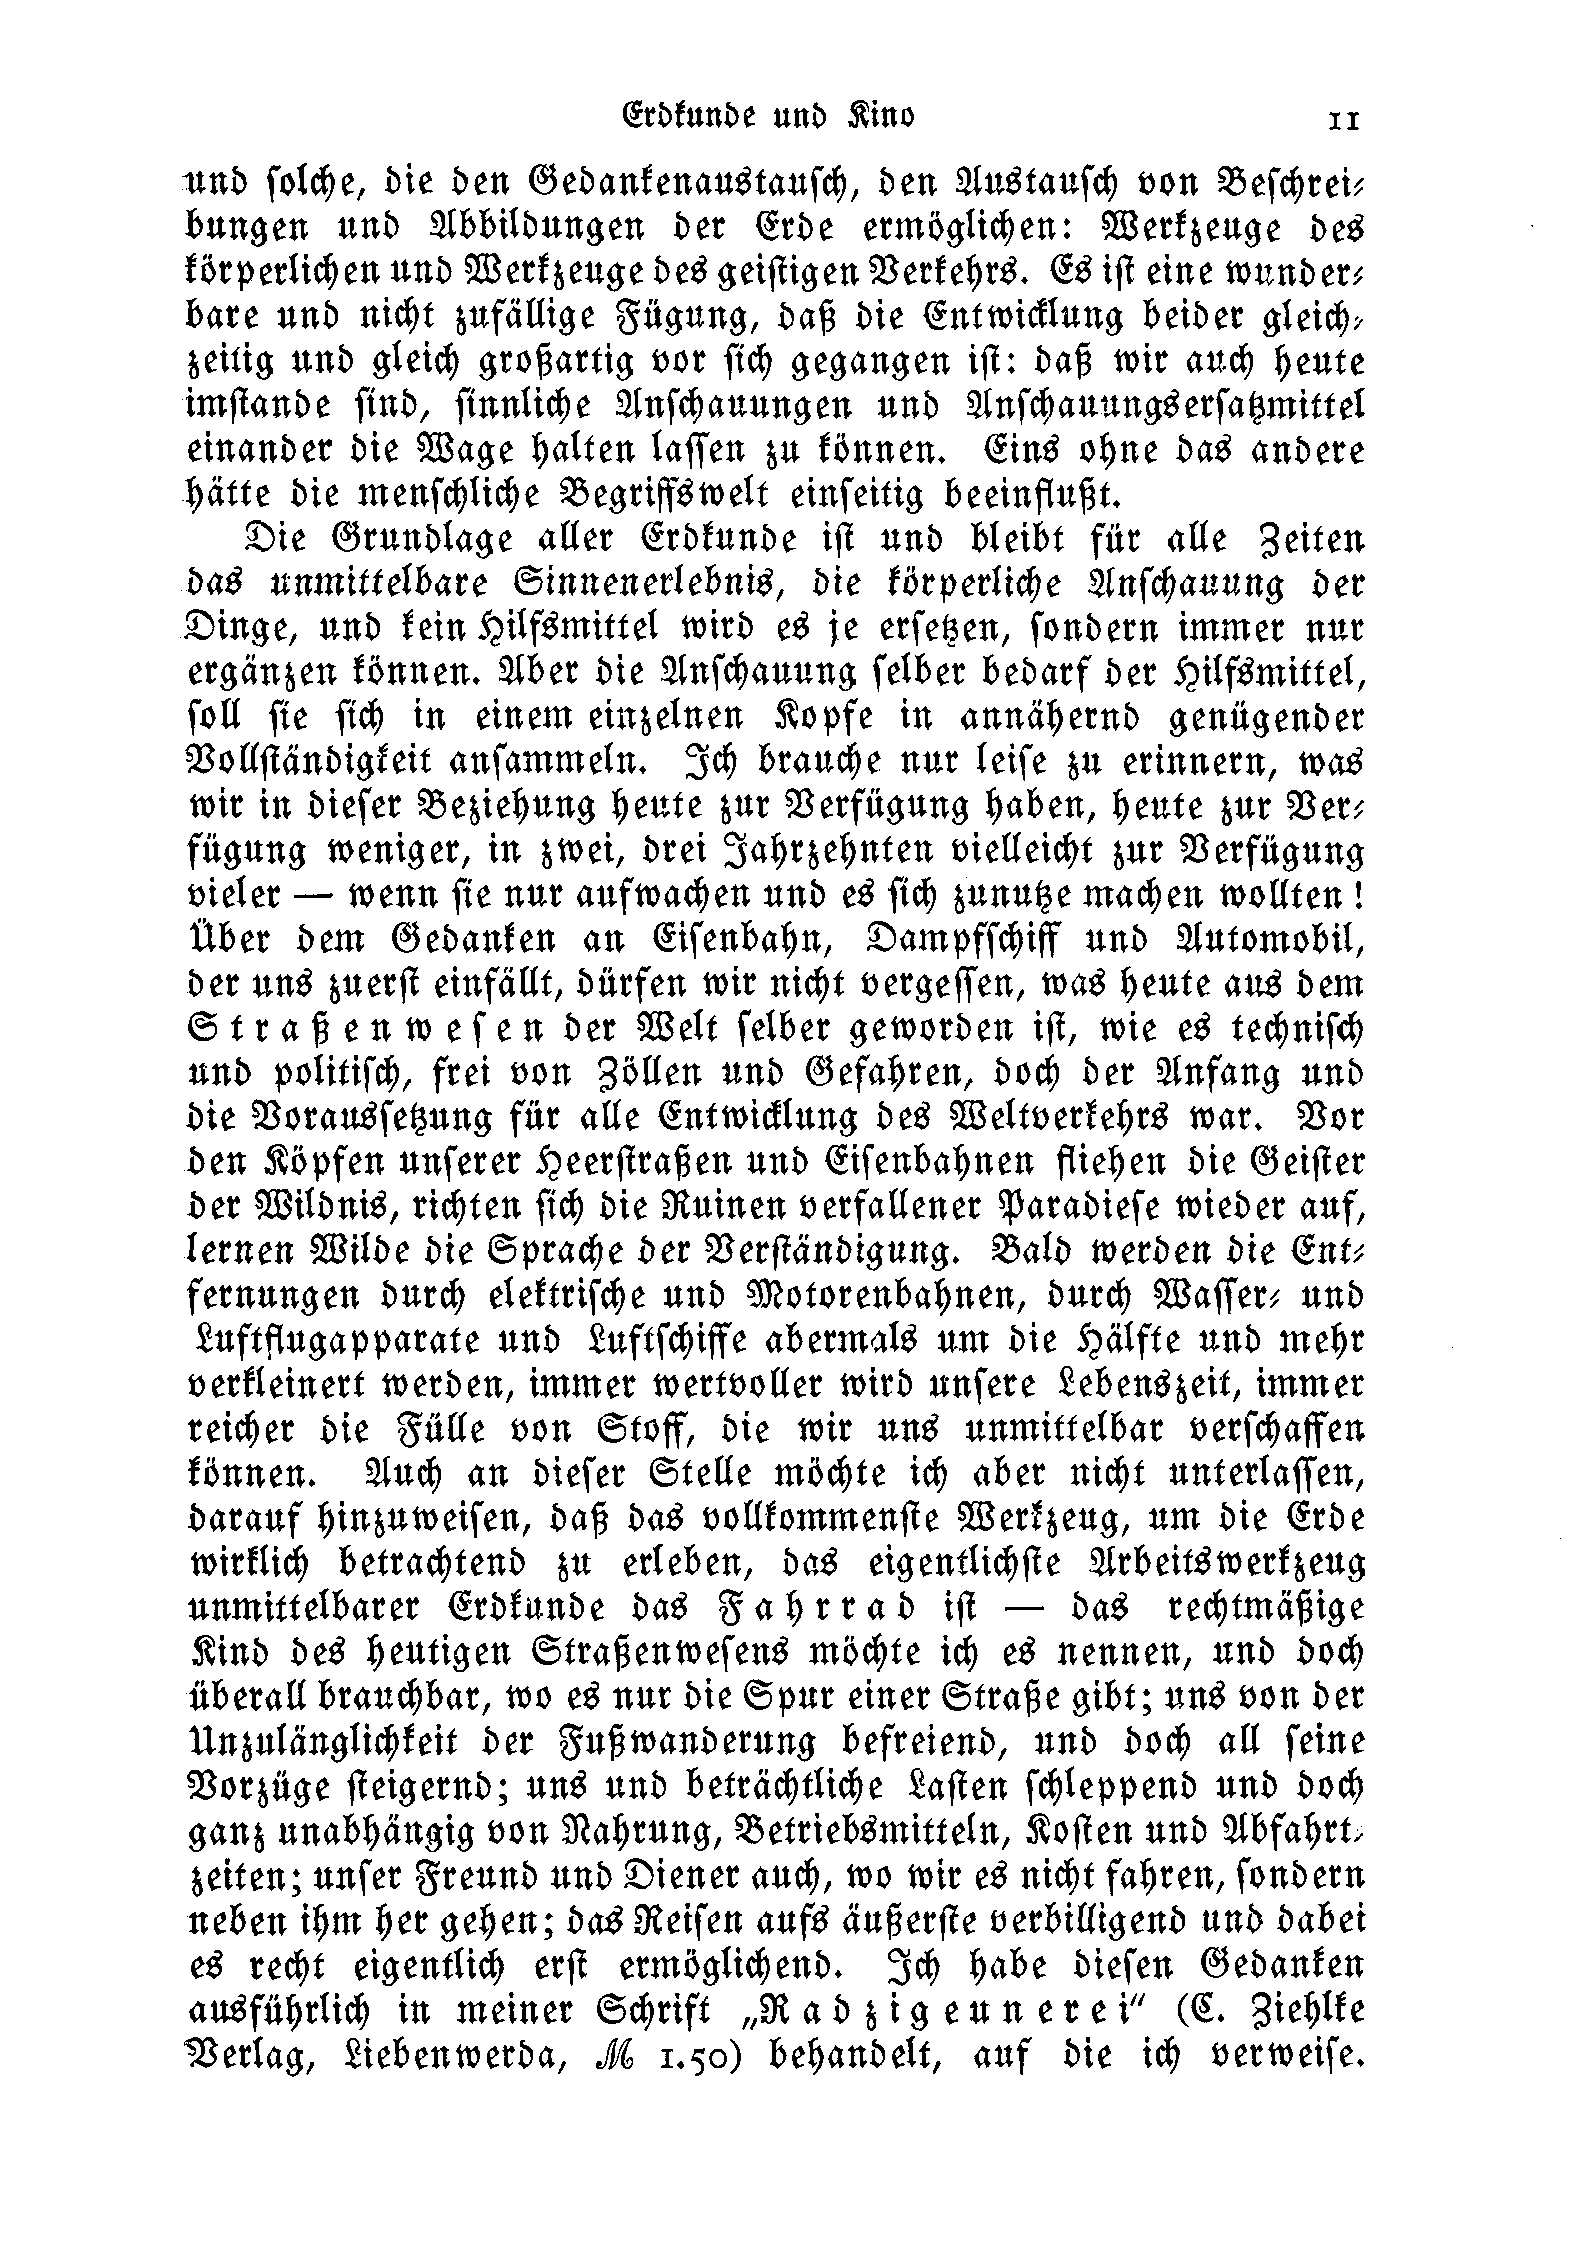 Erdkunde und Kino 11
und solche, die den Gedankenaustausch, den Austausch von Beschrei-
bungen und Abbildungen der Erde ermöglichen: Werkzeuge des
körperlichen und Werkzeuge des geistigen Verkehrs. Es ist eine wunder-
bare und nicht zufällige Fügung, daß die Entwicklung beider gleich-
zeitig und gleich großartig vor sich gegangen ist: daß wir auch heute
imstande sind, sinnliche Anschauungen und Anschauungsersatzmittel
einander die Wage halten lassen zu können. Eins ohne das andere
hätte die menschliche Begriffswelt einseitig beeinflußt.
Die Grundlage aller Erdkunde ist und bleibt für alle Zeiten
das unmittelbare Sinnenerlebnis, die körperliche Anschauung der
Dinge, und kein Hilfsmittel wird es je ersetzen, sondern immer nur
ergänzen können. Aber die Anschauung selber bedarf der Hilfsmittel,
soll sie sich in einem einzelnen Kopfe in annähernd genügender
Vollständigkeit ansammeln. Ich brauche nur leise zu erinnern, was
wir in dieser Beziehung heute zur Verfügung haben, heute zur Ver-
fügung weniger, in zwei, drei Jahrzehnten vielleicht zur Verfügung
vieler — wenn sie nur aufwachen und es sich zunutze machen wollten!
Über dem Gedanken an Eisenbahn, Dampfschiff und Automobil,
der uns zuerst einfällt, dürfen wir nicht vergessen, was heute aus dem
Straßenwesen der Welt selber geworden ist, wie es technisch
und politisch, frei von Zöllen und Gefahren, doch der Anfang und
die Voraussetzung für alle Entwicklung des Weltverkehrs war. Vor
den Köpfen unserer Heerstraßen und Eisenbahnen fliehen die Geister
der Wildnis, richten sich die Ruinen verfallener Paradiese wieder auf,
lernen Wilde die Sprache der Verständigung. Bald werden die Ent-
fernungen durch elektrische und Motorenbahnen, durch Wasser- und
Luftflugapparate und Luftschiffe abermals um die Hälfte und mehr
verkleinert werden, immer wertvoller wird unsere Lebenszeit, immer
reicher die Fülle von Stoff, die wir uns unmittelbar verschaffen
können. Auch an dieser Stelle möchte ich aber nicht unterlassen,
darauf hinzuweisen, daß das vollkommenste Werkzeug, um die Erde
wirklich betrachtend zu erleben, das eigentlichste Arbeitswerkzeug
unmittelbarer Erdkunde das Fahrrad ist — das rechtmäßige
Kind des heutigen Straßenwesens möchte ich es nennen, und doch
überall brauchbar, wo es nur die Spur einer Straße gibt; uns von der
Unzulänglichkeit der Fußwanderung befreiend, und doch all seine
Vorzüge steigernd; uns und beträchtliche Lasten schleppend und doch
ganz unabhängig von Nahrung, Betriebsmitteln, Kosten und Abfahrt-
zeiten; unser Freund und Diener auch, wo wir es nicht fahren, sondern
neben ihm her gehen; das Reisen aufs äußerste verbilligend und dabei
es recht eigentlich erst ermöglichend. Ich habe diesen Gedanken
ausführlich in meiner Schrift „Radzigeunerei“ (C. Ziehlke
Verlag, Liebenwerda, ℳ 1.50) behandelt, auf die ich verweise.